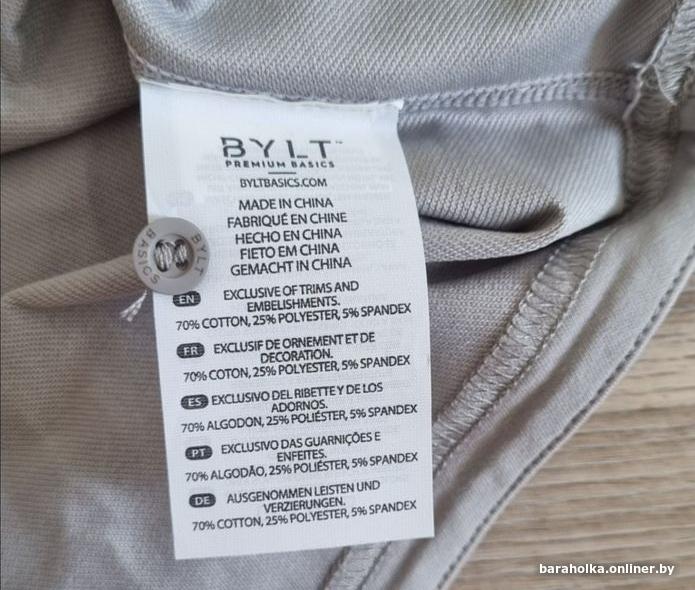 BYLT™
PREMIUM BASICS
BYLTBASICS.COM
MADE IN CHINA
FABRIQUÉ EN CHINE
HECHO EN CHINA
FIETO EM CHINA
GEMACHT IN CHINA
EN EXCLUSIVE OF TRIMS AND
EMBELISHMENTS.
70% COTTON, 25% POLYESTER, 5% SPANDEX
FR EXCLUSIF DE ORNEMENT ET DE
DECORATION.
70% COTON, 25% POLYESTER, 5% SPANDEX
ES EXCLUSIVO DEL RIBETTE Y DE LOS
ADORNOS.
70% ALGODON, 25% POLIÉSTER, 5% SPANDEX
PT EXCLUSIVO DAS GUARNIÇÕES E
ENFEITES.
70% ALGODÃO, 25% POLIÉSTER, 5% SPANDEX
DE AUSGENOMMEN LEISTEN UND
VERZIERUNGEN.
70% COTTON, 25% POLYESTER, 5% SPANDEX
BYLT
BASICS
baraholka.onliner.by